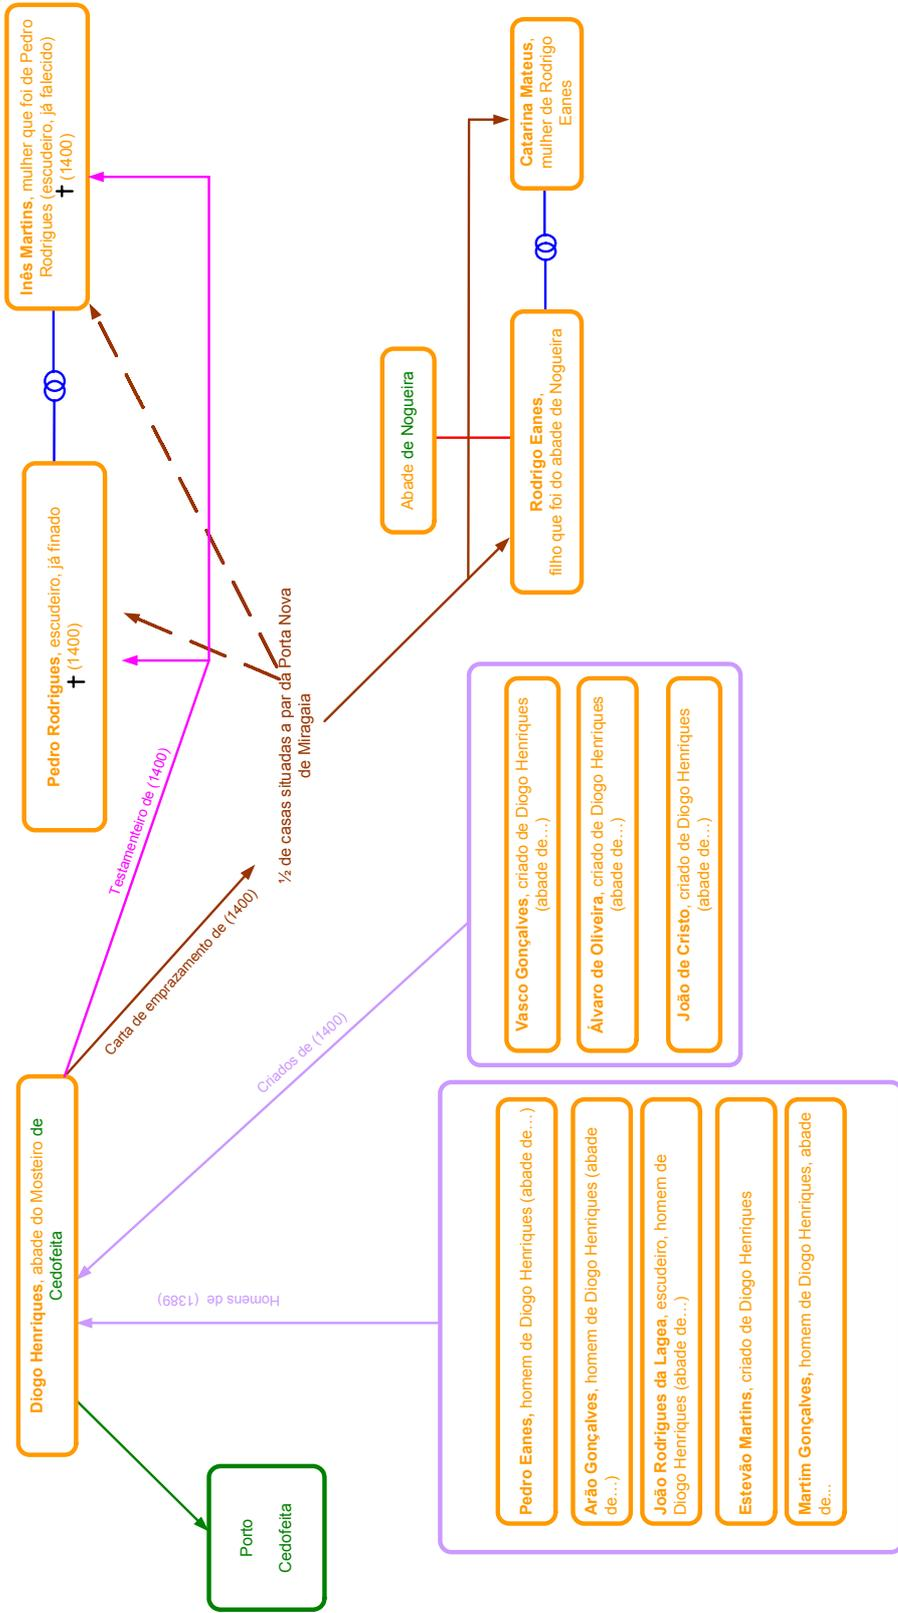 Diogo Henriques, abade do Mosteiro de
Cedofeita
Pedro Rodrigues, escudeiro, já finado
✝ (1400)
Inês Martins, mulher que foi de Pedro
Rodrigues (escudeiro, já falecido)
✝ (1400)
Testamenteiro de (1400)
Carta de emprazamento de (1400)
Porto
Cedofeita
½ de casas situadas a par da Porta Nova
de Miragaia
Homens de (1389)
Criados de (1400)
Abade de Nogueira
Rodrigo Eanes,
filho que foi do abade de Nogueira
Catarina Mateus,
mulher de Rodrigo
Eanes
Pedro Eanes, homem de Diogo Henriques (abade de…)
Arão Gonçalves, homem de Diogo Henriques (abade
de…)
João Rodrigues da Lagea, escudeiro, homem de
Diogo Henriques (abade de…)
Estevão Martins, criado de Diogo Henriques
Martim Gonçalves, homem de Diogo Henriques, abade
de…
Vasco Gonçalves, criado de Diogo Henriques
(abade de…)
Álvaro de Oliveira, criado de Diogo Henriques
(abade de…)
João de Cristo, criado de Diogo Henriques
(abade de…)